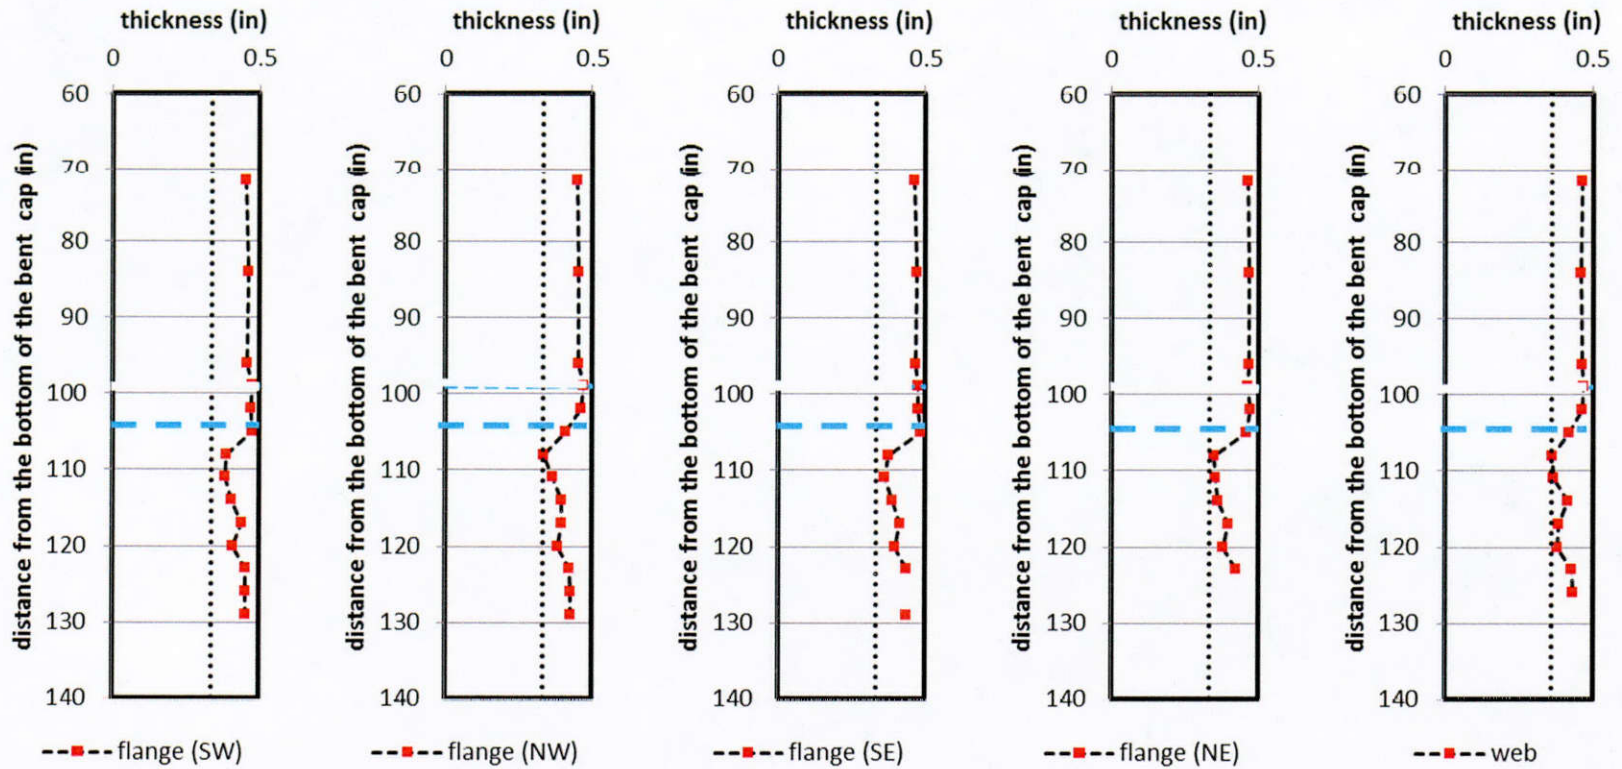 thickness (in) thickness (in) thickness (in) thickness (in) thickness (in)
0 0.5 0 0.5 0 0.5 0 0.5 0 0.5
60 60 60 60 60
70 70 70 70 70
80 80 80 80 80
90 90 90 90 90
100 100 100 100 100
110 110 110 110 110
120 120 120 120 120
130 130 130 130 130
140 140 140 140 140
distance from the bottom of the bent cap (in)
distance from the bottom of the bent cap (in)
distance from the bottom of the bent cap (in)
distance from the bottom of the bent cap (in)
distance from the bottom of the bent cap (in)
flange (SW) flange (NW) flange (SE) flange (NE) web